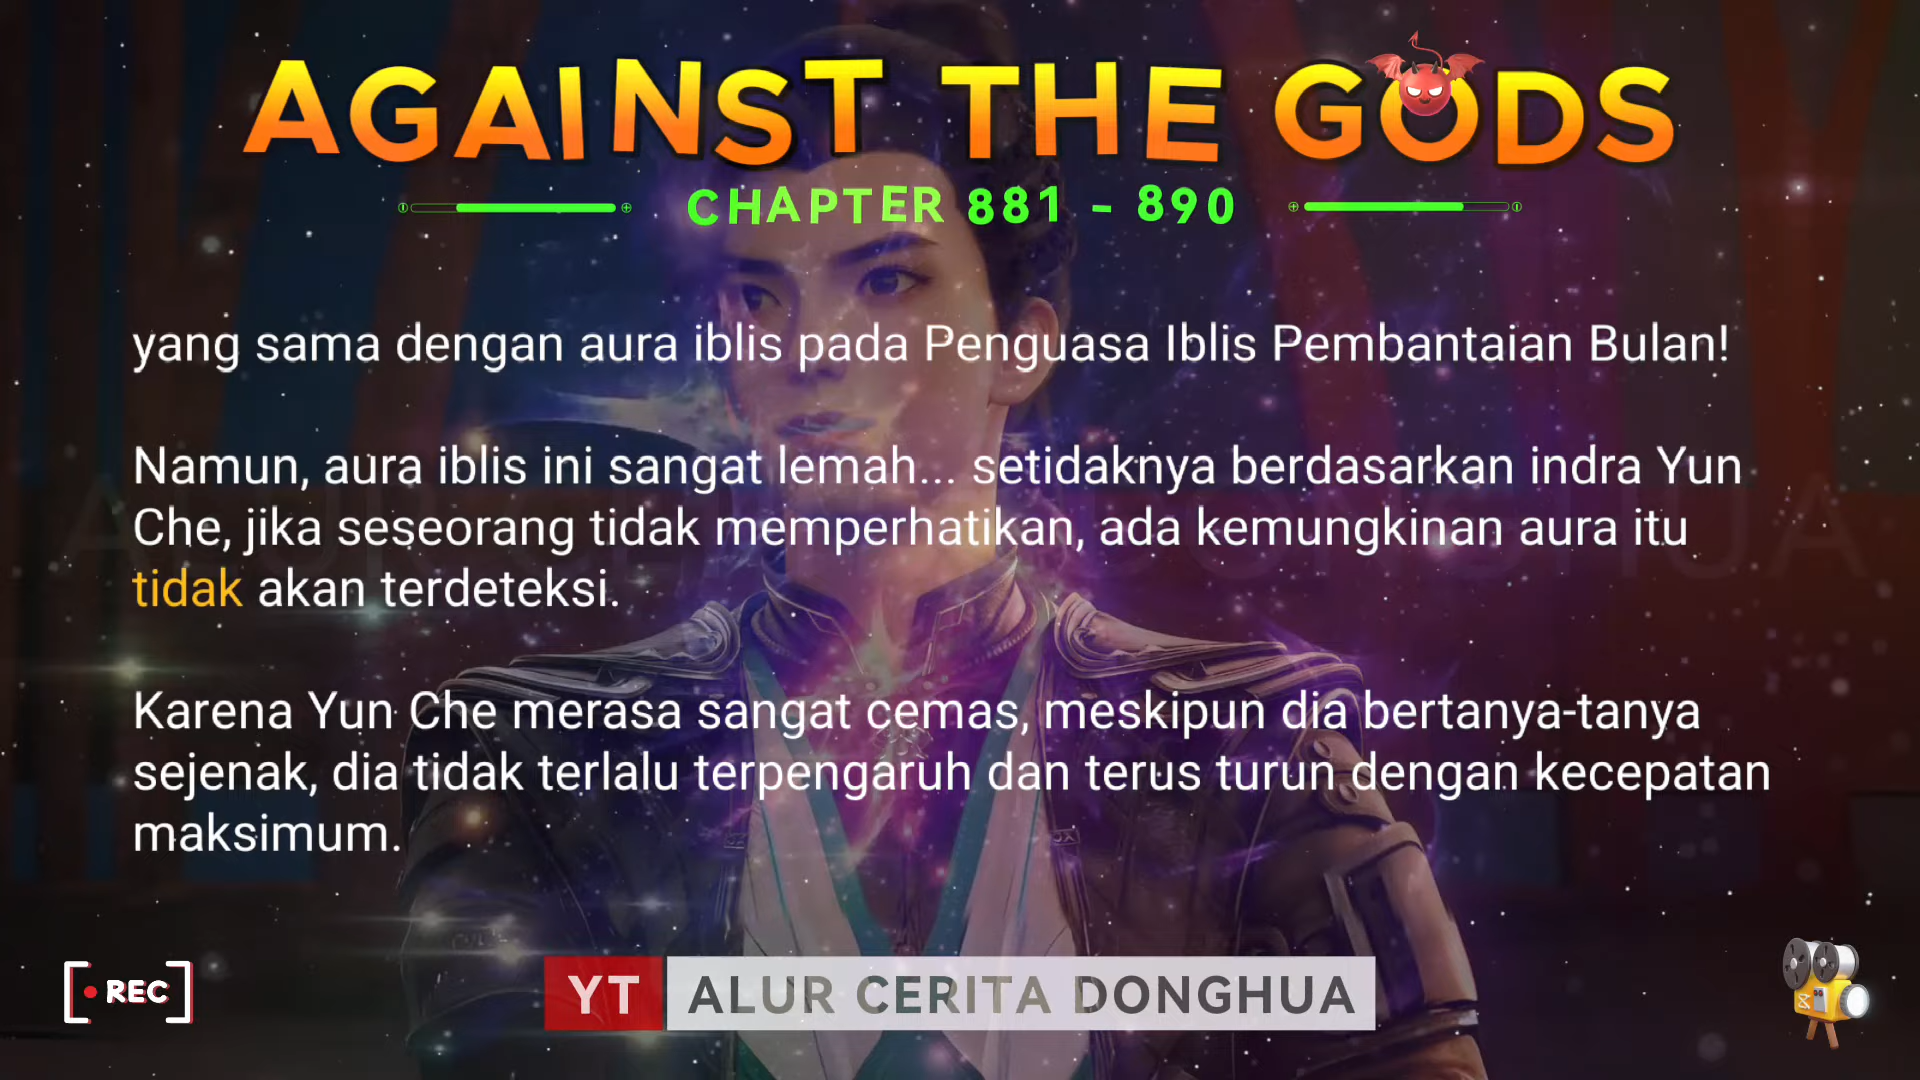 AGAINST THE GODS
CHAPTER 881 - 890
yang sama dengan aura iblis pada Penguasa Iblis Pembantaian Bulan!
Namun, aura iblis ini sangat lemah... setidaknya berdasarkan indra Yun
Che, jika seseorang tidak memperhatikan, ada kemungkinan aura itu
tidak akan terdeteksi.
Karena Yun Che merasa sangat cemas, meskipun dia bertanya-tanya
sejenak, dia tidak terlalu terpengaruh dan terus turun dengan kecepatan
maksimum.
REC
YT ALUR CERITA DONGHUA